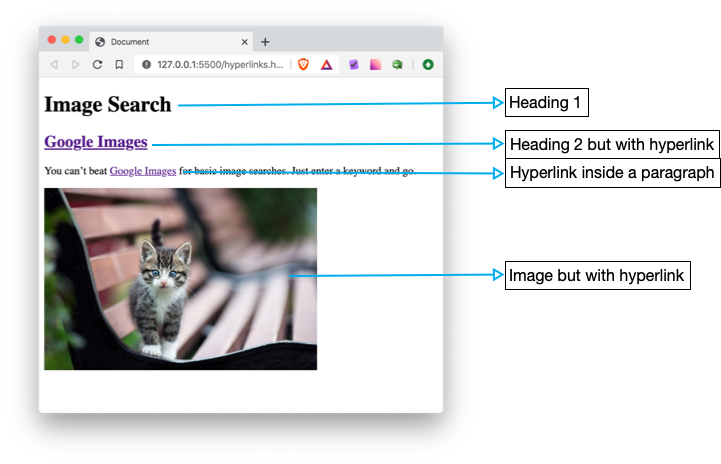 Document
127.0.0.1:5500/hyperlinks.h...
Image Search
Heading 1
Google Images
Heading 2 but with hyperlink
You can't beat Google Images for basic image searches. Just enter a keyword and go.
Hyperlink inside a paragraph
Image but with hyperlink